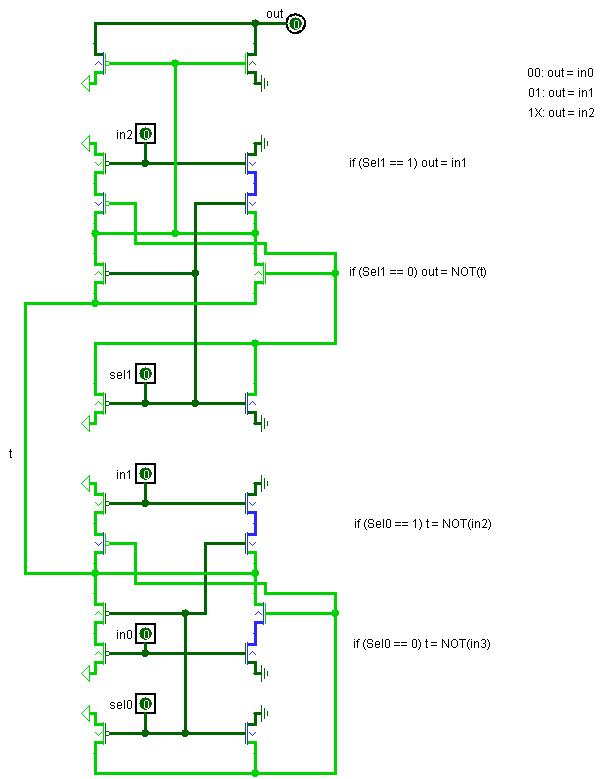 out
00: out = in0
01: out = in1
1X: out = in2
in2
0
0
if (Sel1 == 1) out = in1
if (Sel1 == 0) out = NOT(t)
sel1
0
t
in1
0
if (Sel0 == 1) t = NOT(in2)
in0
0
if (Sel0 == 0) t = NOT(in3)
sel0
0